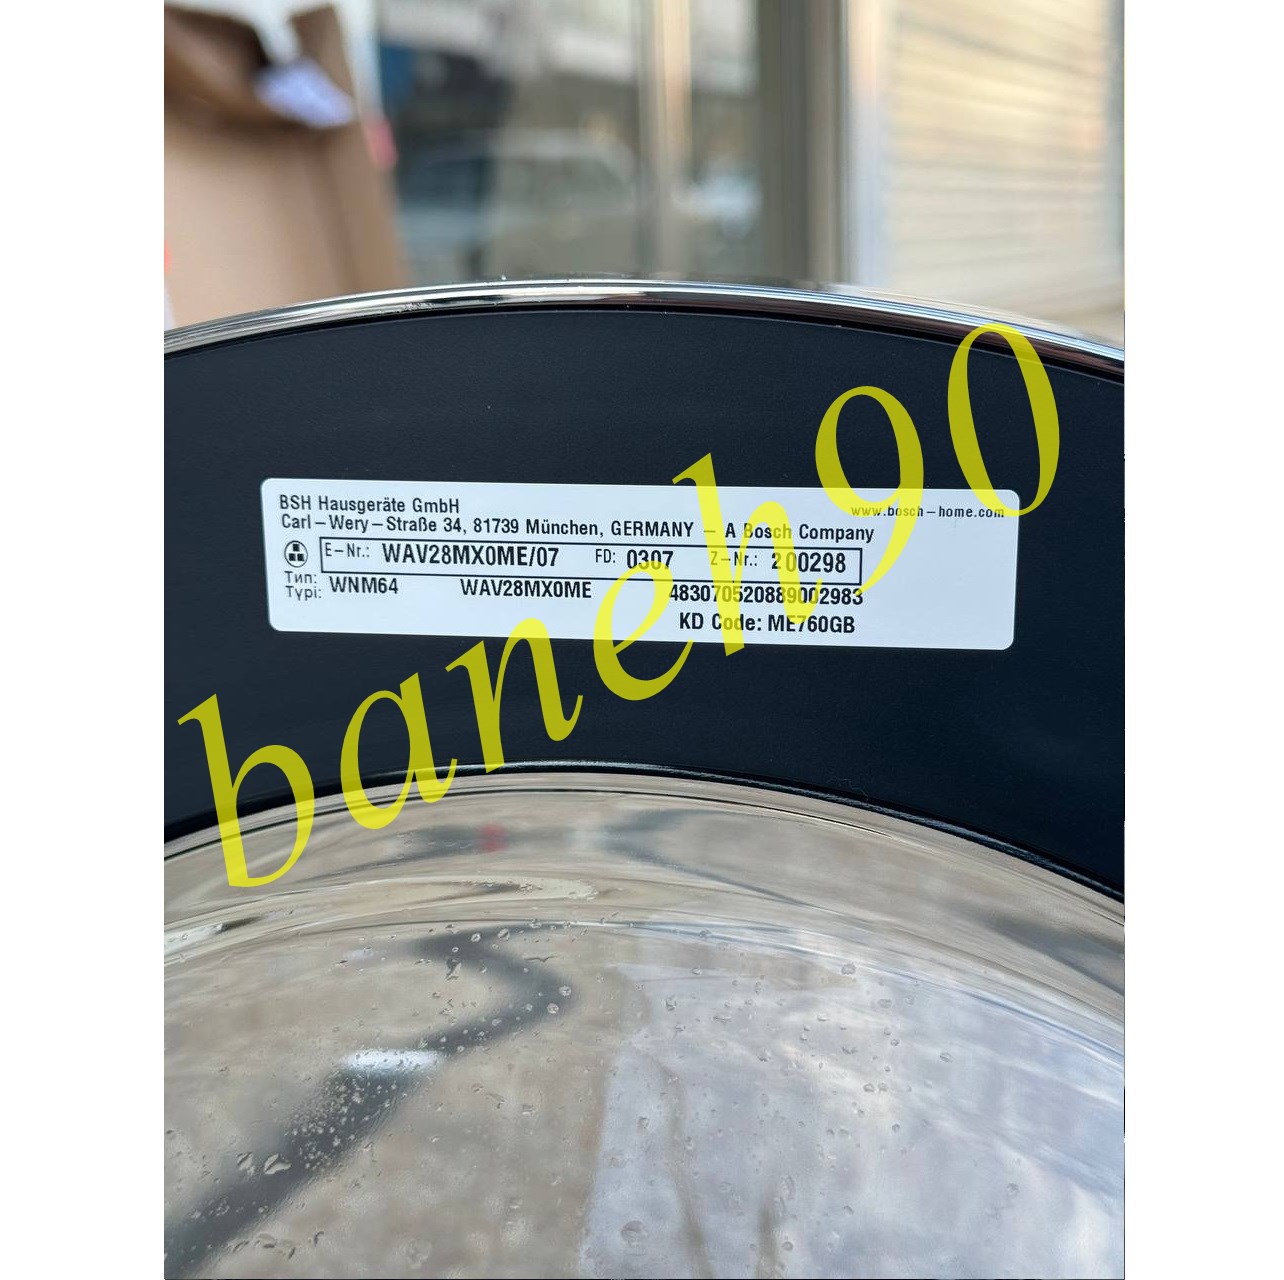 BSH Hausgeräte GmbH
www.bosch-home.com
Carl-Wery-Straße 34, 81739 München, GERMANY - A Bosch Company
E-Nr.: WAV28MX0ME/07 FD: 0307 Z-Nr.: 200298
Тип:
Typi: WNM64 WAV28MX0ME 483070520889002983
KD Code: ME760GB
baneh90